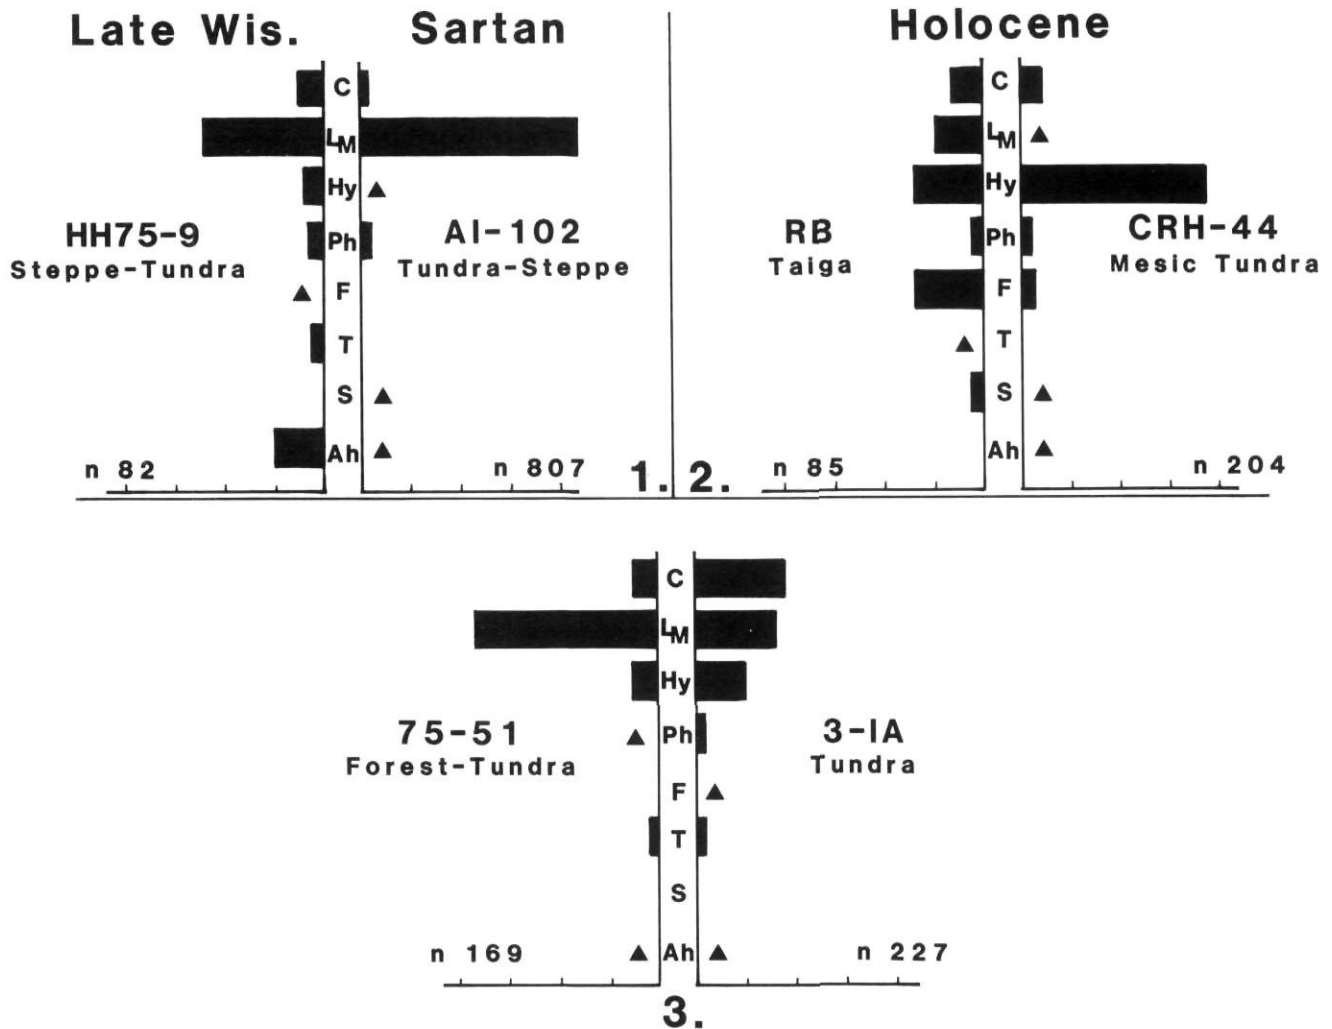 Late Wis. Sartan
Holocene
C
LM
Hy
Ph
F
T
S
Ah
HH75-9
Steppe-Tundra
AI-102
Tundra-Steppe
n 82
n 807
1.
C
LM
Hy
Ph
F
T
S
Ah
RB
Taiga
CRH-44
Mesic Tundra
n 85
n 204
2.
C
LM
Hy
Ph
F
T
S
Ah
75-51
Forest-Tundra
3-IA
Tundra
n 169
n 227
3.